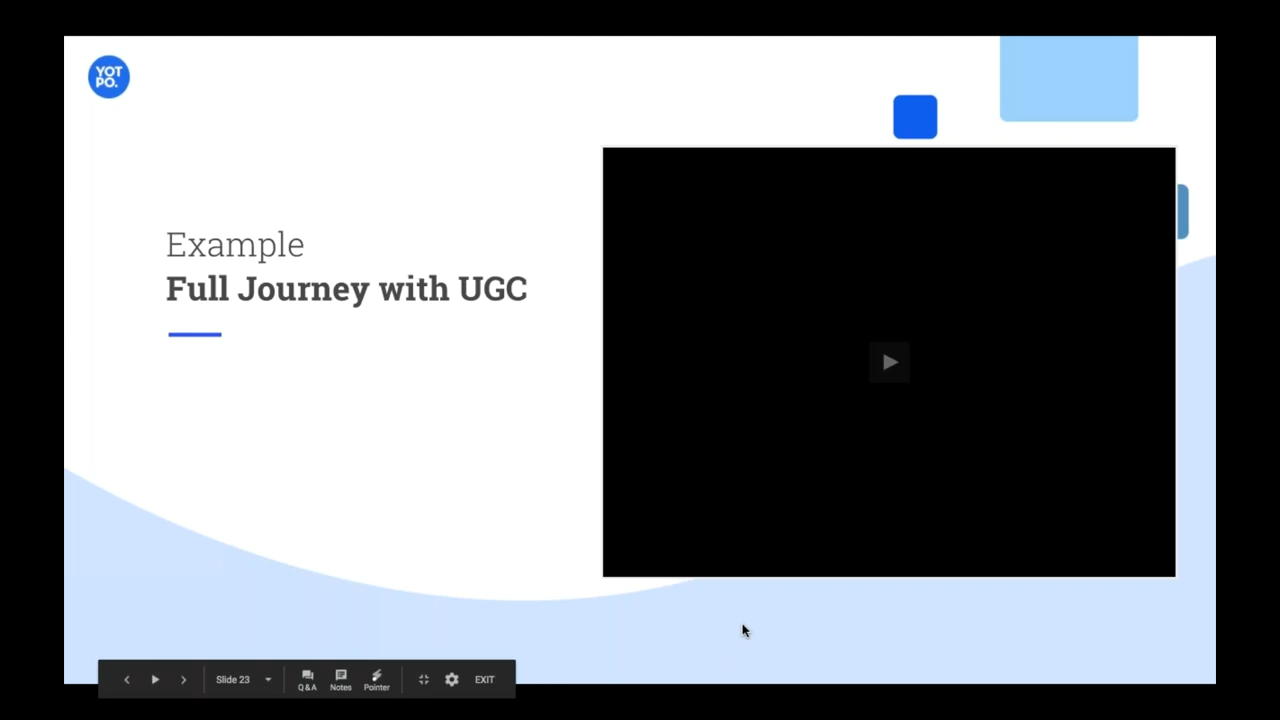 YOT
PO.
Example
Full Journey with UGC
Slide 23
Q&A
Notes
Pointer
EXIT